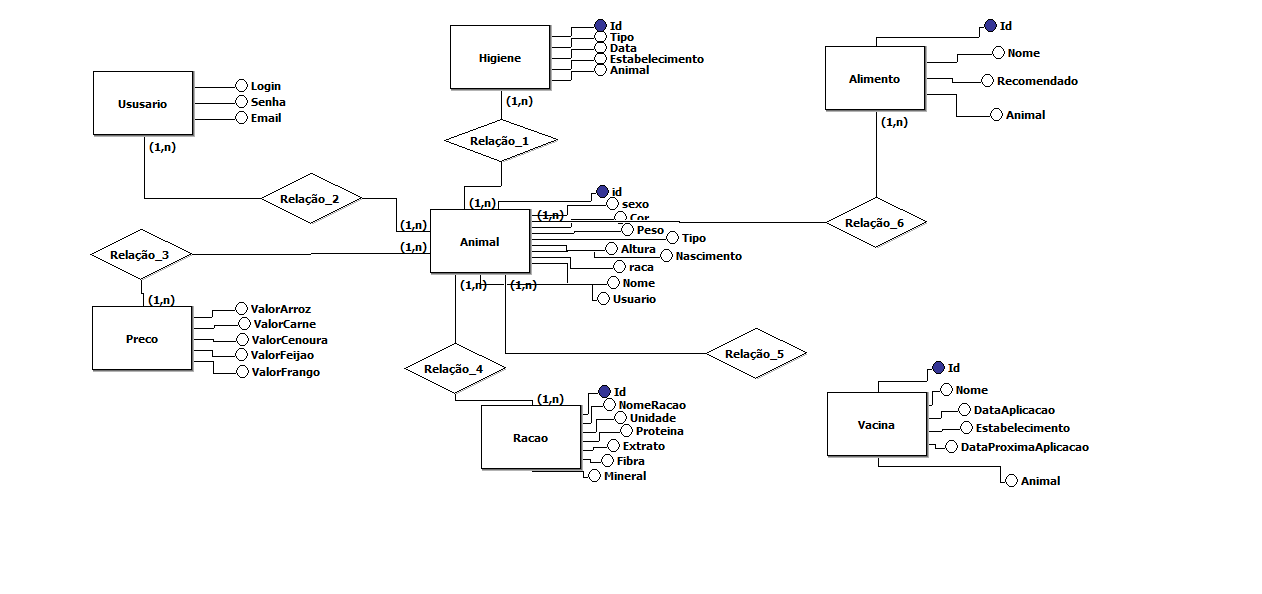 Id
Tipo
Data
Estabelecimento
Animal
Higiene
(1,n)
Relação_1
Id
Nome
Recomendado
Animal
Alimento
(1,n)
Relação_6
Ususario
Login
Senha
Email
(1,n)
Relação_2
(1,n)
(1,n)
(1,n)
(1,n)
Animal
id
sexo
Cor
Peso
Tipo
Altura
Nascimento
raca
Nome
Usuario
(1,n)
(1,n)
Relação_3
(1,n)
Preco
ValorArroz
ValorCarne
ValorCenoura
ValorFeijao
ValorFrango
Relação_4
Relação_5
(1,n)
Racao
Id
NomeRacao
Unidade
Proteina
Extrato
Fibra
Mineral
Vacina
Id
Nome
DataAplicacao
Estabelecimento
DataProximaAplicacao
Animal